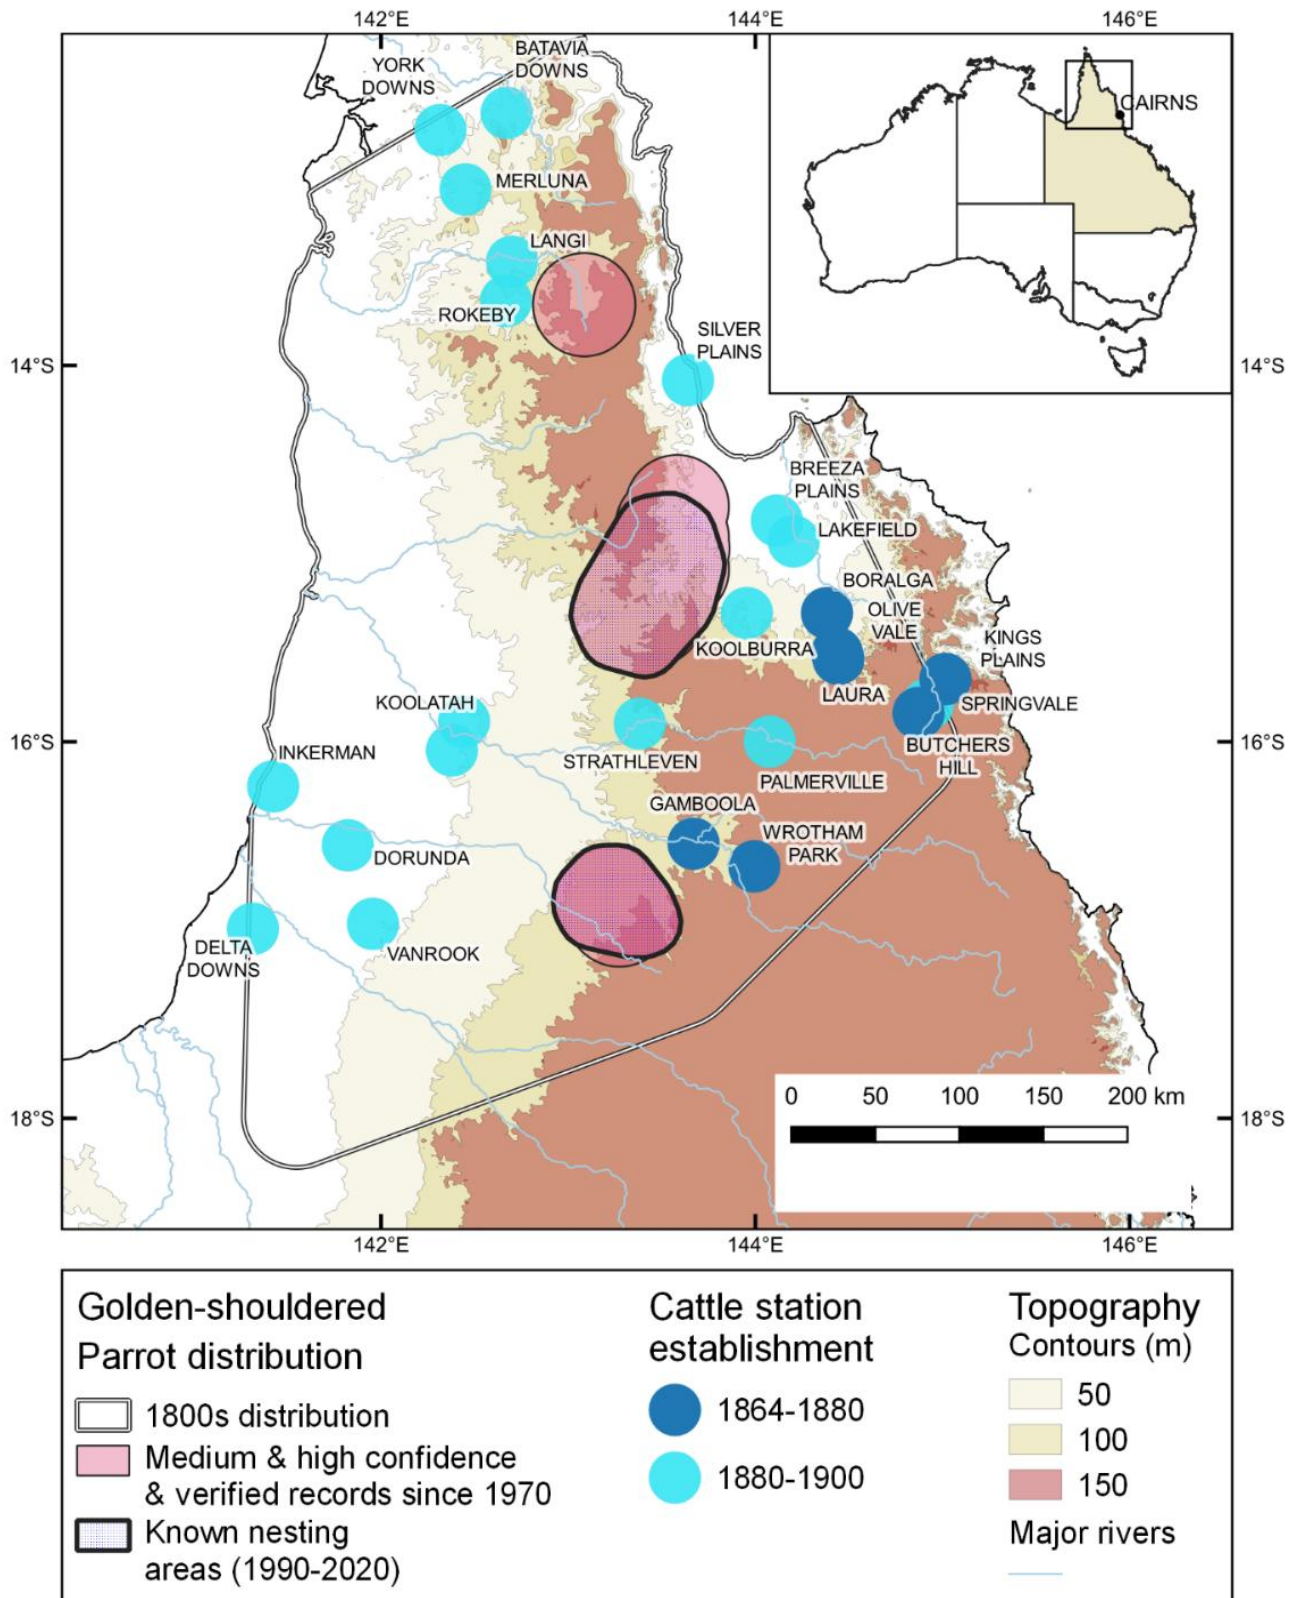 142°E
144°E
146°E
YORK
DOWNS
BATAVIA
DOWNS
CAIRNS
MERLUNA
LANGI
ROKEBY
SILVER
PLAINS
14°S
14°S
BREEZA
PLAINS
LAKEFIELD
BORALGA
OLIVE
VALE
KINGS
PLAINS
KOOLBURRA
LAURA
SPRINGVALE
KOOLATAH
BUTCHERS
HILL
16°S
16°S
INKERMAN
STRATHLEVEN
PALMERVILLE
GAMBOOLA
WROTHAM
PARK
DORUNDA
DELTA
DOWNS
VANROOK
0 50 100 150 200 km
18°S
18°S
142°E
144°E
146°E
Golden-shouldered
Parrot distribution
1800s distribution
Medium & high confidence
& verified records since 1970
Known nesting
areas (1990-2020)
Cattle station
establishment
1864-1880
1880-1900
Topography
Contours (m)
50
100
150
Major rivers